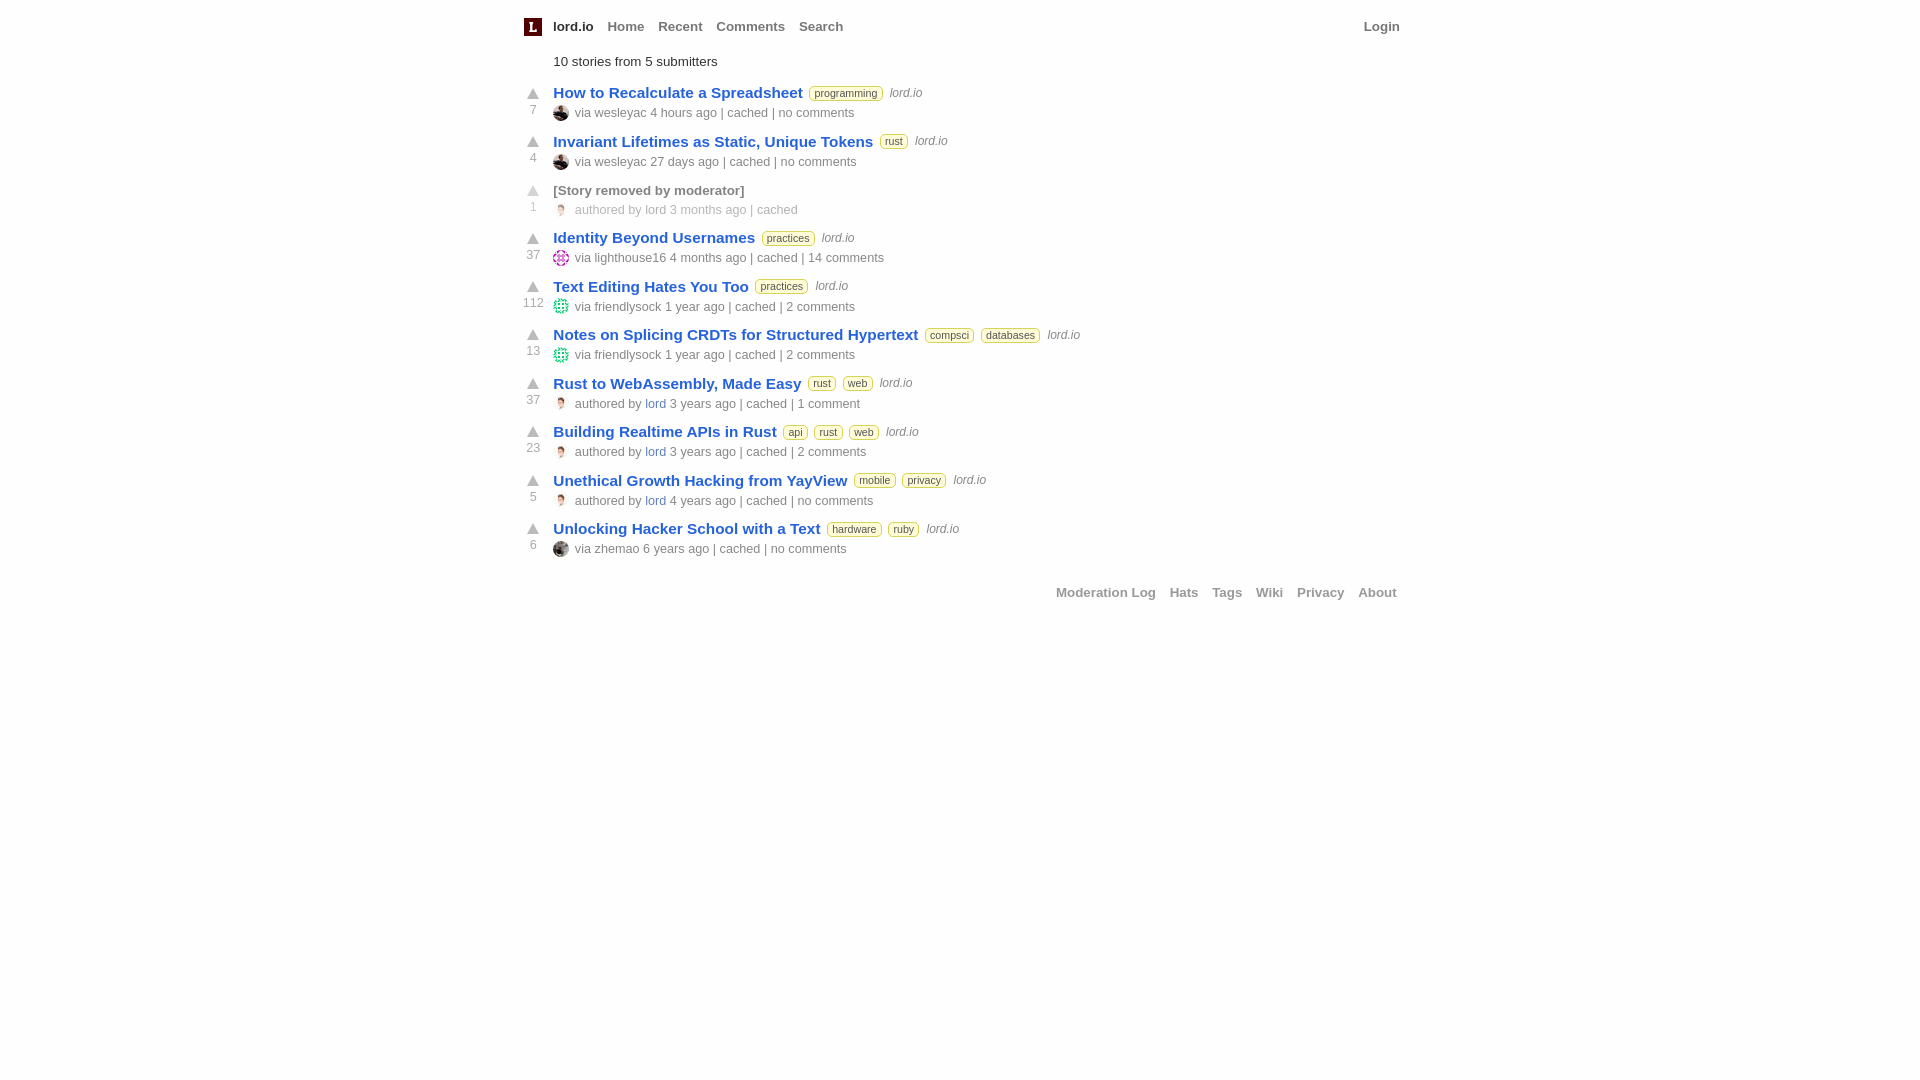 L lord.io Home Recent Comments Search Login
10 stories from 5 submitters
How to Recalculate a Spreadsheet programming lord.io
7 via wesleyac 4 hours ago | cached | no comments
Invariant Lifetimes as Static, Unique Tokens rust lord.io
4 via wesleyac 27 days ago | cached | no comments
[Story removed by moderator]
1 authored by lord 3 months ago | cached
Identity Beyond Usernames practices lord.io
37 via lighthouse16 4 months ago | cached | 14 comments
Text Editing Hates You Too practices lord.io
112 via friendlysock 1 year ago | cached | 2 comments
Notes on Splicing CRDTs for Structured Hypertext compsci databases lord.io
13 via friendlysock 1 year ago | cached | 2 comments
Rust to WebAssembly, Made Easy rust web lord.io
37 authored by lord 3 years ago | cached | 1 comment
Building Realtime APIs in Rust api rust web lord.io
23 authored by lord 3 years ago | cached | 2 comments
Unethical Growth Hacking from YayView mobile privacy lord.io
5 authored by lord 4 years ago | cached | no comments
Unlocking Hacker School with a Text hardware ruby lord.io
6 via zhemao 6 years ago | cached | no comments
Moderation Log Hats Tags Wiki Privacy About